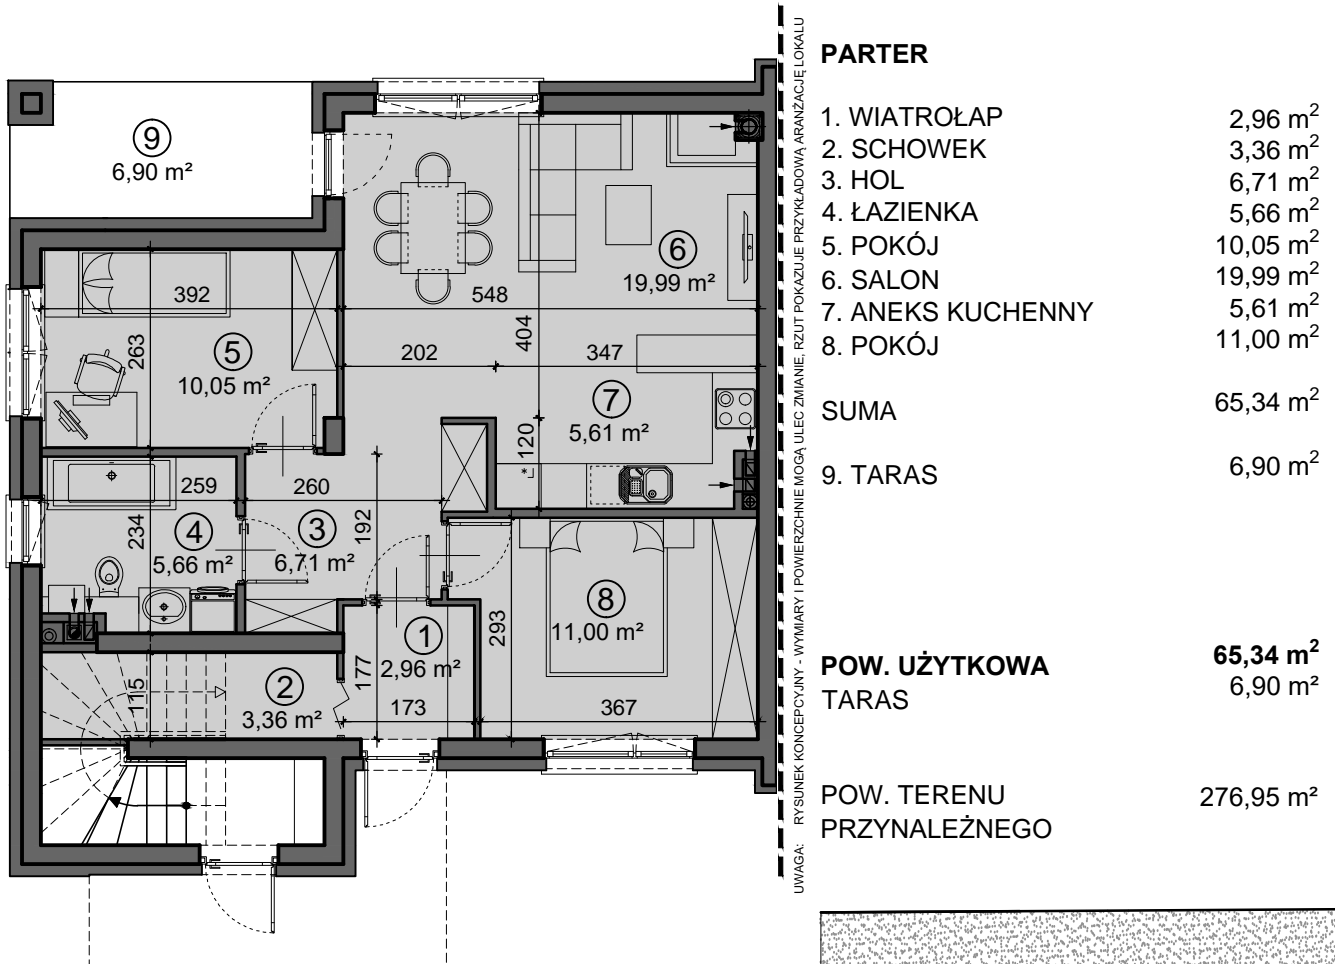 PARTER
1. WIATROŁAP 2,96 m²
2. SCHOWEK 3,36 m²
3. HOL 6,71 m²
4. ŁAZIENKA 5,66 m²
5. POKÓJ 10,05 m²
6. SALON 19,99 m²
7. ANEKS KUCHENNY 5,61 m²
8. POKÓJ 11,00 m²
SUMA 65,34 m²
9. TARAS 6,90 m²
POW. UŻYTKOWA 65,34 m²
TARAS 6,90 m²
POW. TERENU 276,95 m²
PRZYNALEŻNEGO
UWAGA: RYSUNEK KONCEPCYJNY - WYMIARY I POWIERZCHNIE MOGĄ ULEC ZMIANIE, RZUT POKAZUJE PRZYKŁADOWĄ ARANŻACJĘ LOKALU
9
6,90 m²
6
19,99 m²
392
548
404
263
5
10,05 m²
202
347
7
5,61 m²
120
L*
259
260
234
4
5,66 m²
3
6,71 m²
192
8
11,00 m²
293
1
2,96 m²
177
115
2
3,36 m²
173
367